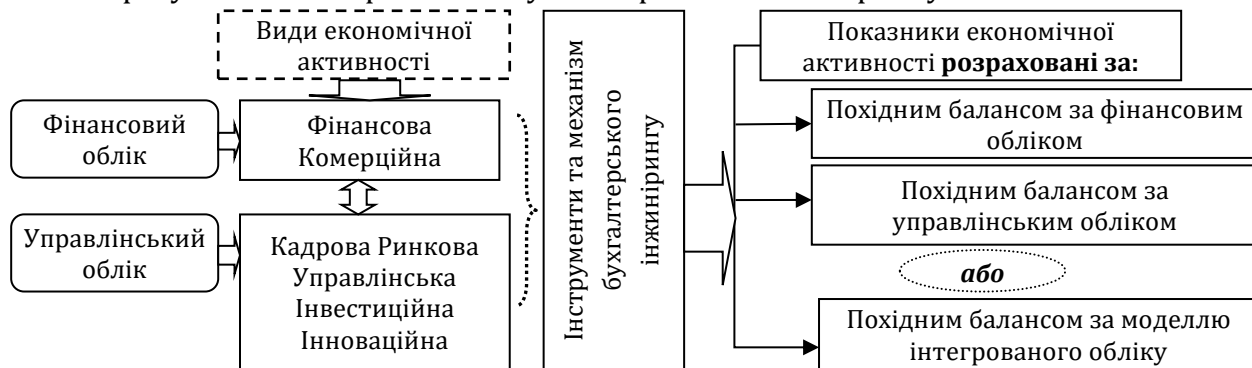 Види економічної
активності
Фінансовий
облік
Фінансова
Комерційна
Управлінський
облік
Кадрова Ринкова
Управлінська
Інвестиційна
Інноваційна
Інструменти та механізм
бухгалтерського
інжинірингу
Показники економічної
активності розраховані за:
Похідним балансом за фінансовим
обліком
Похідним балансом за
управлінським обліком
або
Похідним балансом за моделлю
інтегрованого обліку